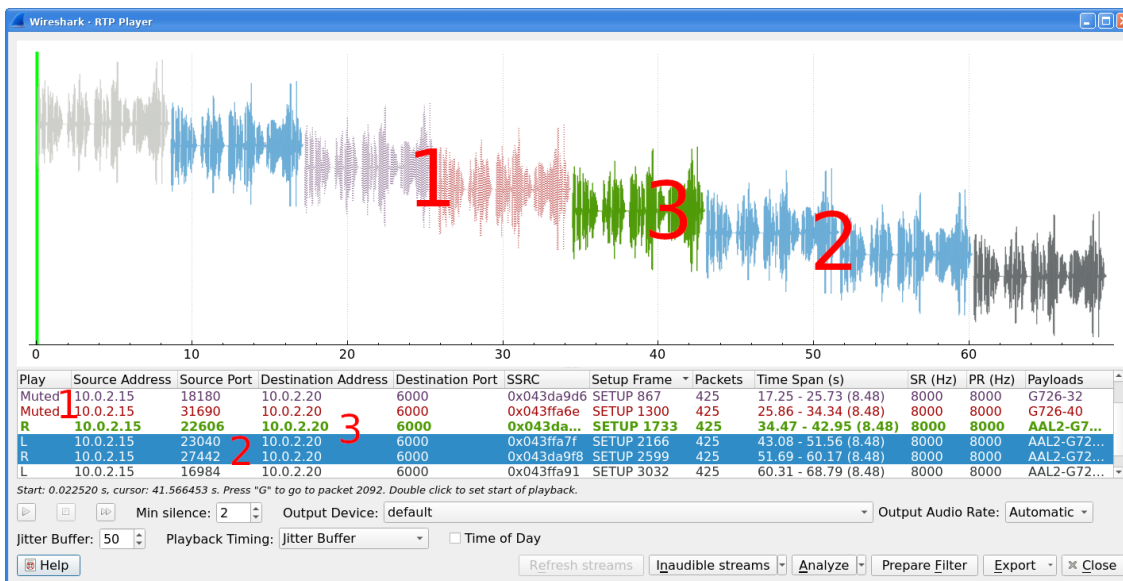 Wireshark · RTP Player
1
3
2
0 10 20 30 40 50 60
Play Source Address Source Port Destination Address Destination Port SSRC Setup Frame Packets Time Span (s) SR (Hz) PR (Hz) Payloads
Muted 10.0.2.15 18180 10.0.2.20 6000 0x043da9d6 SETUP 867 425 17.25 - 25.73 (8.48) 8000 8000 G726-32
1
Muted 10.0.2.15 31690 10.0.2.20 6000 0x043ffa6e SETUP 1300 425 25.86 - 34.34 (8.48) 8000 8000 G726-40
R 10.0.2.15 22606 10.0.2.20 6000 0x043da... SETUP 1733 425 34.47 - 42.95 (8.48) 8000 8000 AAL2-G7...
3
L 10.0.2.15 23040 10.0.2.20 6000 0x043ffa7f SETUP 2166 425 43.08 - 51.56 (8.48) 8000 8000 AAL2-G72...
2
R 10.0.2.15 27442 10.0.2.20 6000 0x043da9f8 SETUP 2599 425 51.69 - 60.17 (8.48) 8000 8000 AAL2-G72...
L 10.0.2.15 16984 10.0.2.20 6000 0x043ffa91 SETUP 3032 425 60.31 - 68.79 (8.48) 8000 8000 AAL2-G72...
Start: 0.022520 s, cursor: 41.566453 s. Press "G" to go to packet 2092. Double click to set start of playback.
Min silence: 2 Output Device: default Output Audio Rate: Automatic
Jitter Buffer: 50 Playback Timing: Jitter Buffer Time of Day
Help Refresh streams Inaudible streams Analyze Prepare Filter Export Close